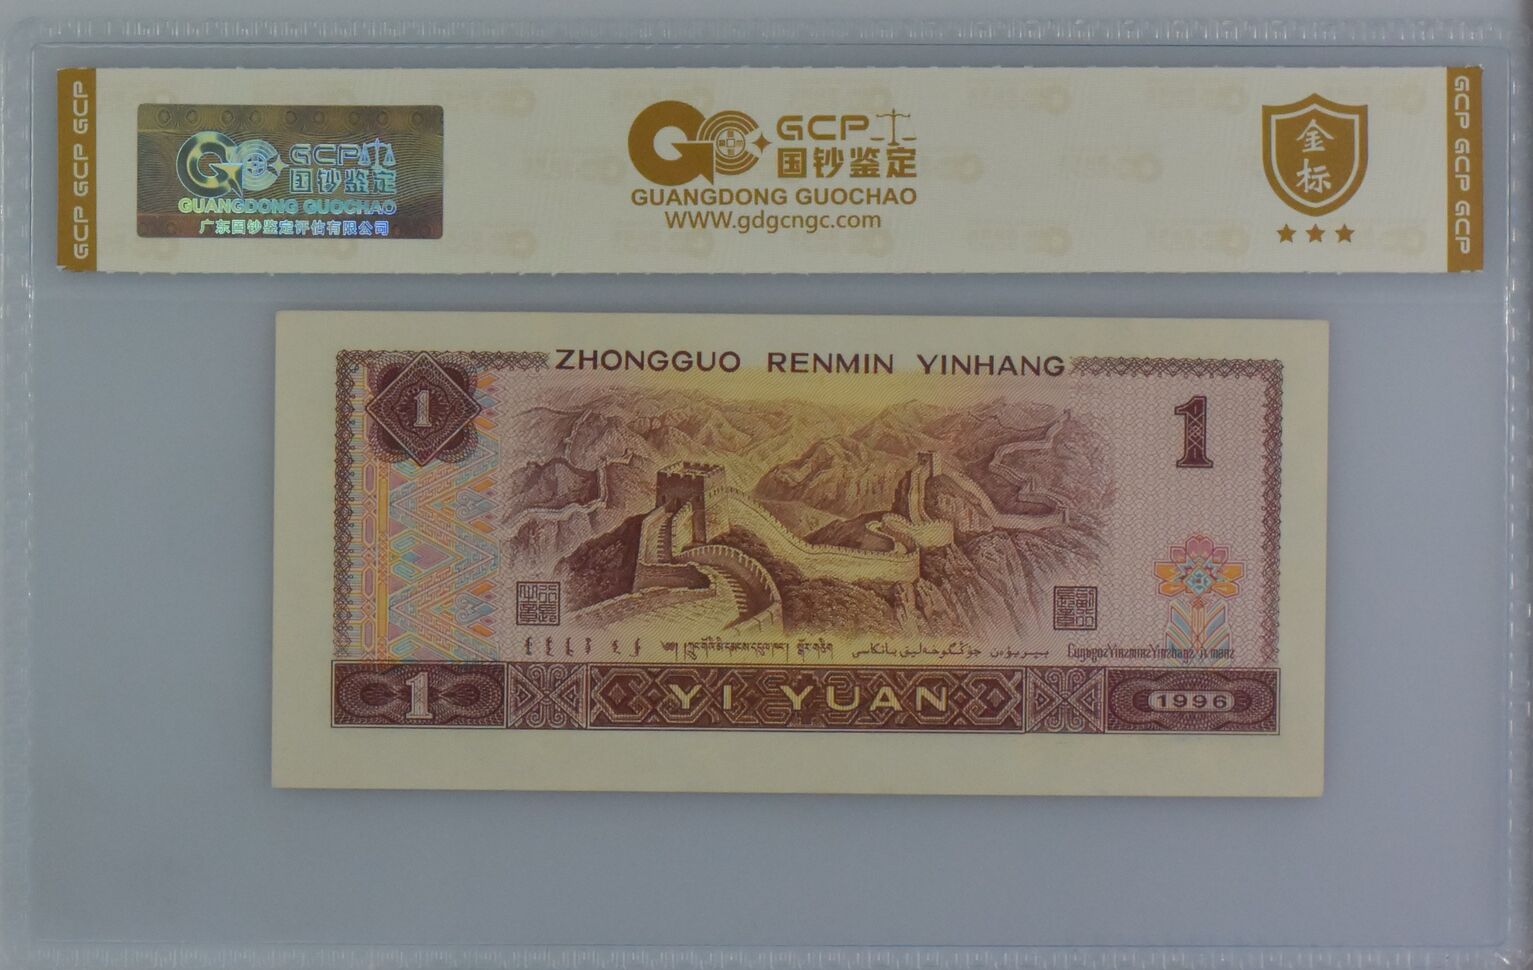 GCP GCP GCP
GCP
国钞鉴定
GUANGDONG GUOCHAO
广东国钞鉴定评估有限公司
GCP
国钞鉴定
GUANGDONG GUOCHAO
WWW.gdgcngc.com
金
标
GCP GCP GCP
ZHONGGUO RENMIN YINHANG
1
1
1
YI YUAN
1996